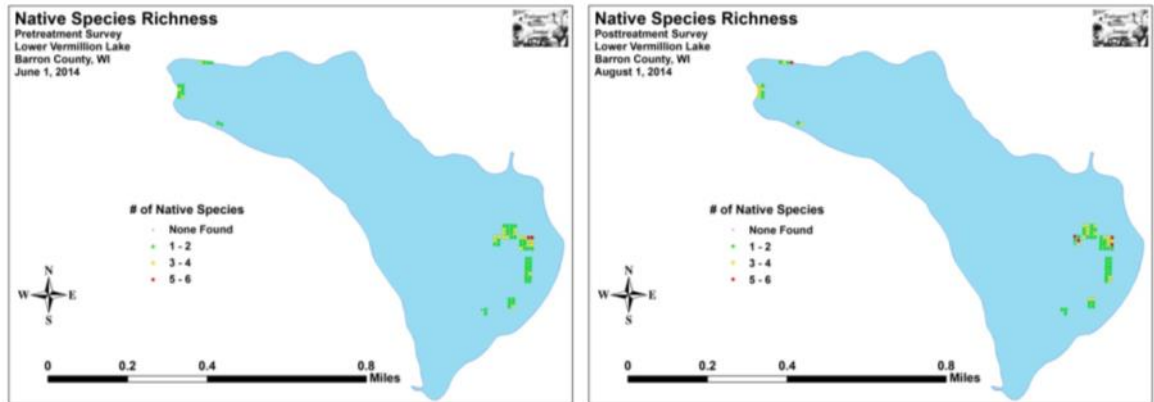 Native Species Richness
Pretreatment Survey
Lower Vermillion Lake
Barron County, WI
June 1, 2014
# of Native Species
None Found
1 - 2
3 - 4
5 - 6
N
W E
S
0 0.2 0.4 0.8
Miles
Native Species Richness
Posttreatment Survey
Lower Vermillion Lake
Barron County, WI
August 1, 2014
# of Native Species
None Found
1 - 2
3 - 4
5 - 6
N
W E
S
0 0.2 0.4 0.8
Miles